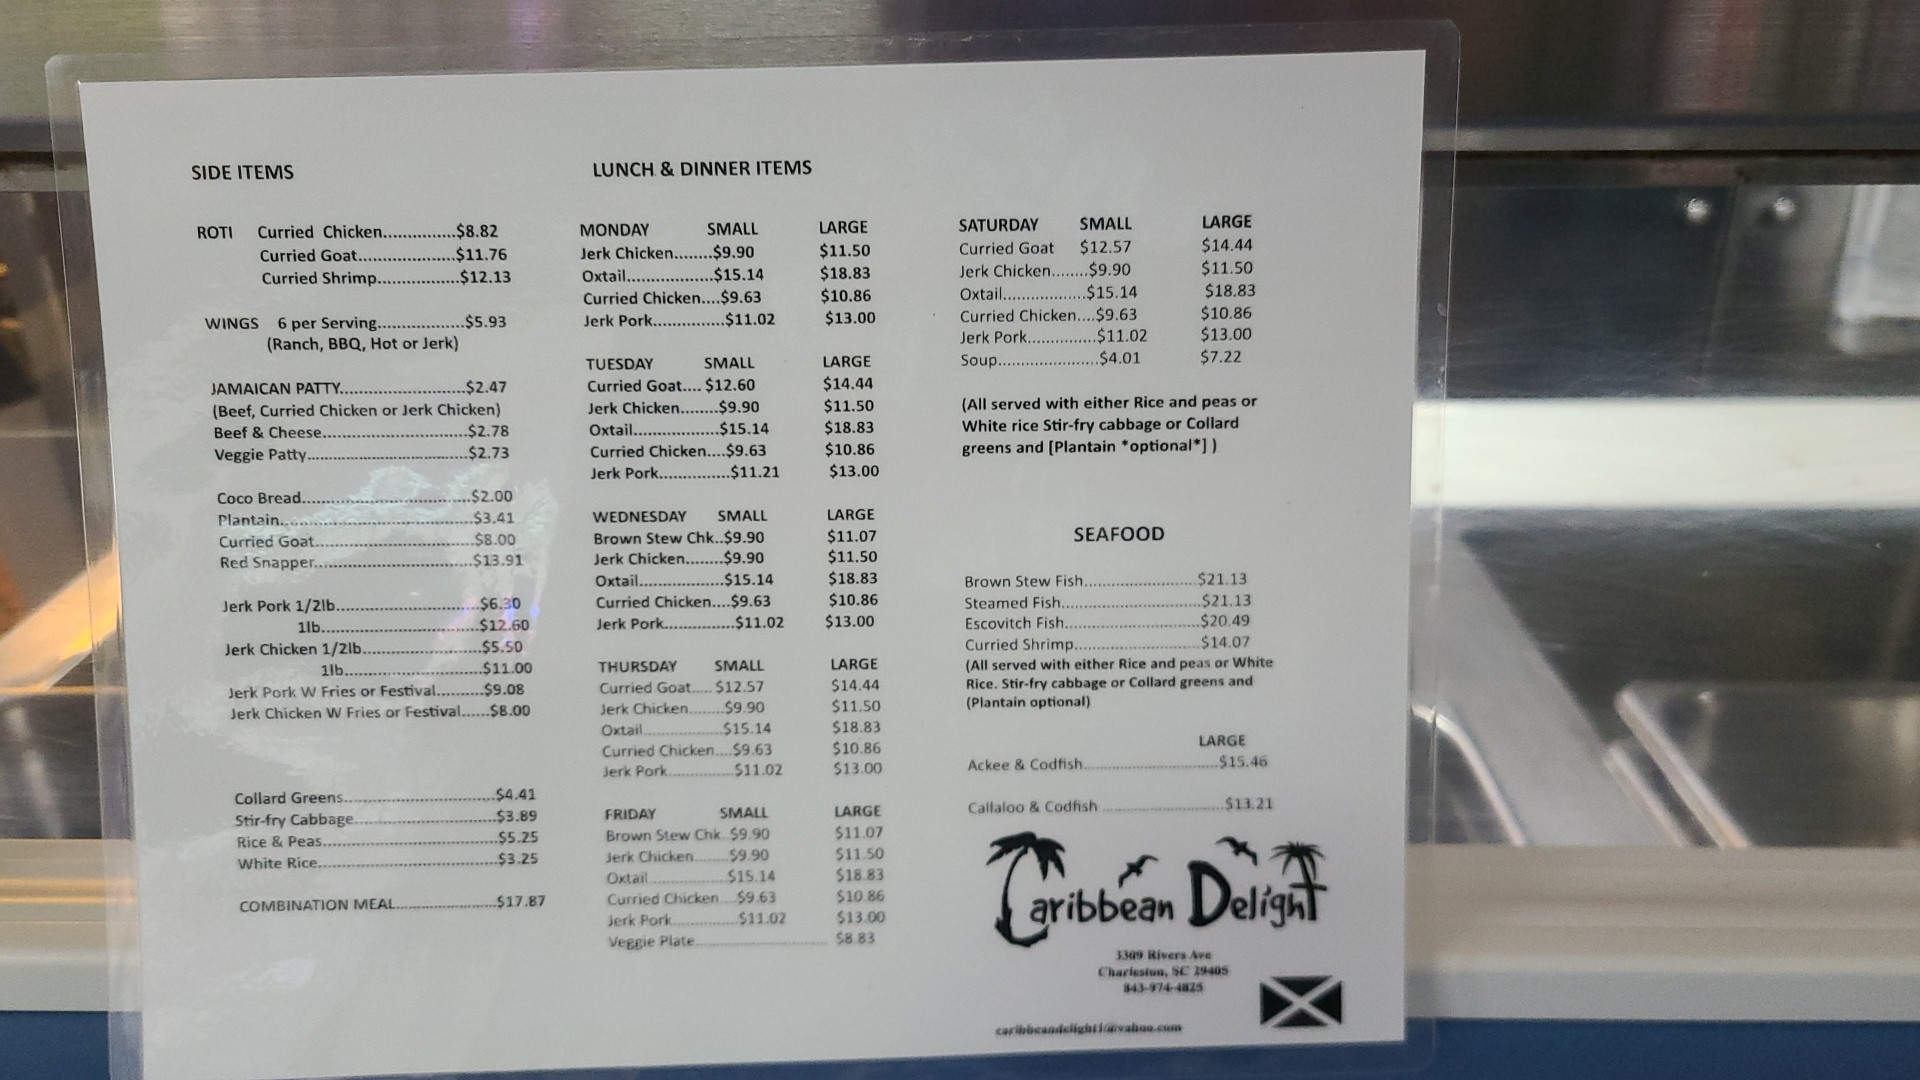 SIDE ITEMS
ROTI Curried Chicken..............$8.82
Curried Goat...................$11.76
Curried Shrimp................$12.13
WINGS 6 per Serving.................$5.93
(Ranch, BBQ, Hot or Jerk)
JAMAICAN PATTY........................$2.47
(Beef, Curried Chicken or Jerk Chicken)
Beef & Cheese............................$2.78
Veggie Patty................................$2.73
Coco Bread.................................$2.00
Plantain.....................................$3.41
Curried Goat...............................$8.00
Red Snapper...............................$13.91
Jerk Pork 1/2lb............................$6.30
1lb..............................$12.60
Jerk Chicken 1/2lb.......................$5.50
1lb..........................$11.00
Jerk Pork W Fries or Festival.........$9.08
Jerk Chicken W Fries or Festival......$8.00
Collard Greens.............................$4.41
Stir-fry Cabbage...........................$3.89
Rice & Peas.................................$5.25
White Rice..................................$3.25
COMBINATION MEAL...................$17.87
LUNCH & DINNER ITEMS
MONDAY SMALL LARGE
Jerk Chicken........$9.90 $11.50
Oxtail.................$15.14 $18.83
Curried Chicken....$9.63 $10.86
Jerk Pork..............$11.02 $13.00
TUESDAY SMALL LARGE
Curried Goat.... $12.60 $14.44
Jerk Chicken........$9.90 $11.50
Oxtail.................$15.14 $18.83
Curried Chicken....$9.63 $10.86
Jerk Pork..............$11.21 $13.00
WEDNESDAY SMALL LARGE
Brown Stew Chk..$9.90 $11.07
Jerk Chicken........$9.90 $11.50
Oxtail.................$15.14 $18.83
Curried Chicken....$9.63 $10.86
Jerk Pork..............$11.02 $13.00
THURSDAY SMALL LARGE
Curried Goat..... $12.57 $14.44
Jerk Chicken........$9.90 $11.50
Oxtail.................$15.14 $18.83
Curried Chicken....$9.63 $10.86
Jerk Pork..............$11.02 $13.00
FRIDAY SMALL LARGE
Brown Stew Chk..$9.90 $11.07
Jerk Chicken........$9.90 $11.50
Oxtail.................$15.14 $18.83
Curried Chicken....$9.63 $10.86
Jerk Pork..............$11.02 $13.00
Veggie Plate............................... $8.83
SATURDAY SMALL LARGE
Curried Goat $12.57 $14.44
Jerk Chicken........$9.90 $11.50
Oxtail.................$15.14 $18.83
Curried Chicken....$9.63 $10.86
Jerk Pork..............$11.02 $13.00
Soup.....................$4.01 $7.22
(All served with either Rice and peas or
White rice Stir-fry cabbage or Collard
greens and [Plantain *optional*] )
SEAFOOD
Brown Stew Fish.......................$21.13
Steamed Fish............................$21.13
Escovitch Fish...........................$20.49
Curried Shrimp.........................$14.07
(All served with either Rice and peas or White
Rice. Stir-fry cabbage or Collard greens and
(Plantain optional)
LARGE
Ackee & Codfish...........................$15.46
Callaloo & Codfish .........................$13.21
Caribbean Delight
3309 Rivers Ave
Charleston, SC 29405
843-974-4825
caribbeandelight1@yahoo.com